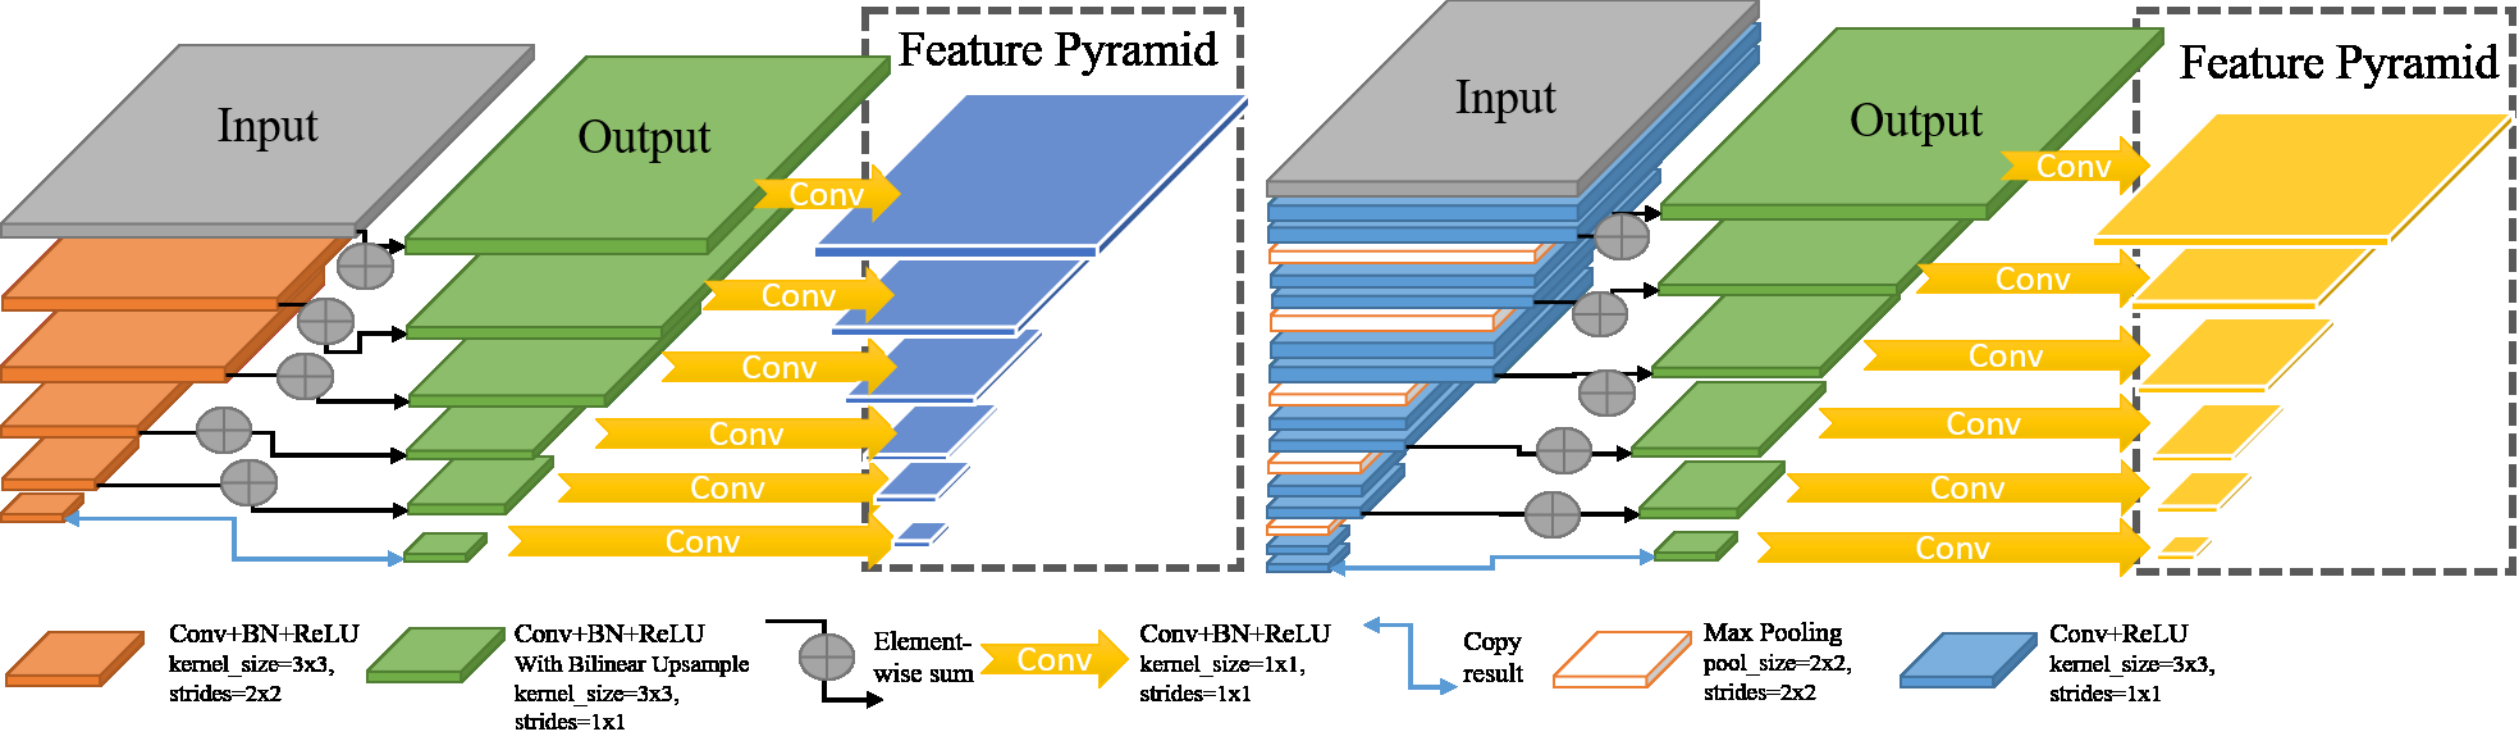 Input
Output
Feature Pyramid
Conv
Conv
Conv
Conv
Conv
Conv
Input
Output
Feature Pyramid
Conv
Conv
Conv
Conv
Conv
Conv
Conv+BN+ReLU
kernel_size=3x3,
strides=2x2
Conv+BN+ReLU
With Bilinear Upsample
kernel_size=3x3,
strides=1x1
Element-
wise sum
Conv
Conv+BN+ReLU
kernel_size=1x1,
strides=1x1
Copy
result
Max Pooling
pool_size=2x2,
strides=2x2
Conv+ReLU
kernel_size=3x3,
strides=1x1